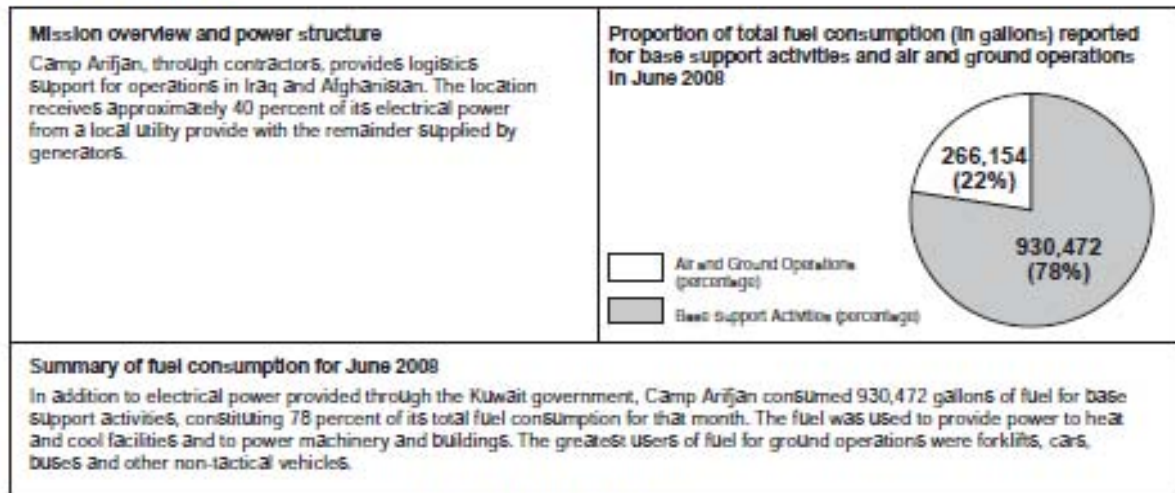 Mission overview and power structure
Camp Arifjan, through contractors, provides logistics
support for operations in Iraq and Afghanistan. The location
receives approximately 40 percent of its electrical power
from a local utility provide with the remainder supplied by
generators.
Proportion of total fuel consumption (in gallons) reported
for base support activities and air and ground operations
in June 2008
266,154
(22%)
930,472
(78%)
Air and Ground Operations
(percentage)
Base support Activities (percentage)
Summary of fuel consumption for June 2008
In addition to electrical power provided through the Kuwait government, Camp Arifjan consumed 930,472 gallons of fuel for base
support activities, constituting 78 percent of its total fuel consumption for that month. The fuel was used to provide power to heat
and cool facilities and to power machinery and buildings. The greatest users of fuel for ground operations were forklifts, cars,
buses and other non-tactical vehicles.